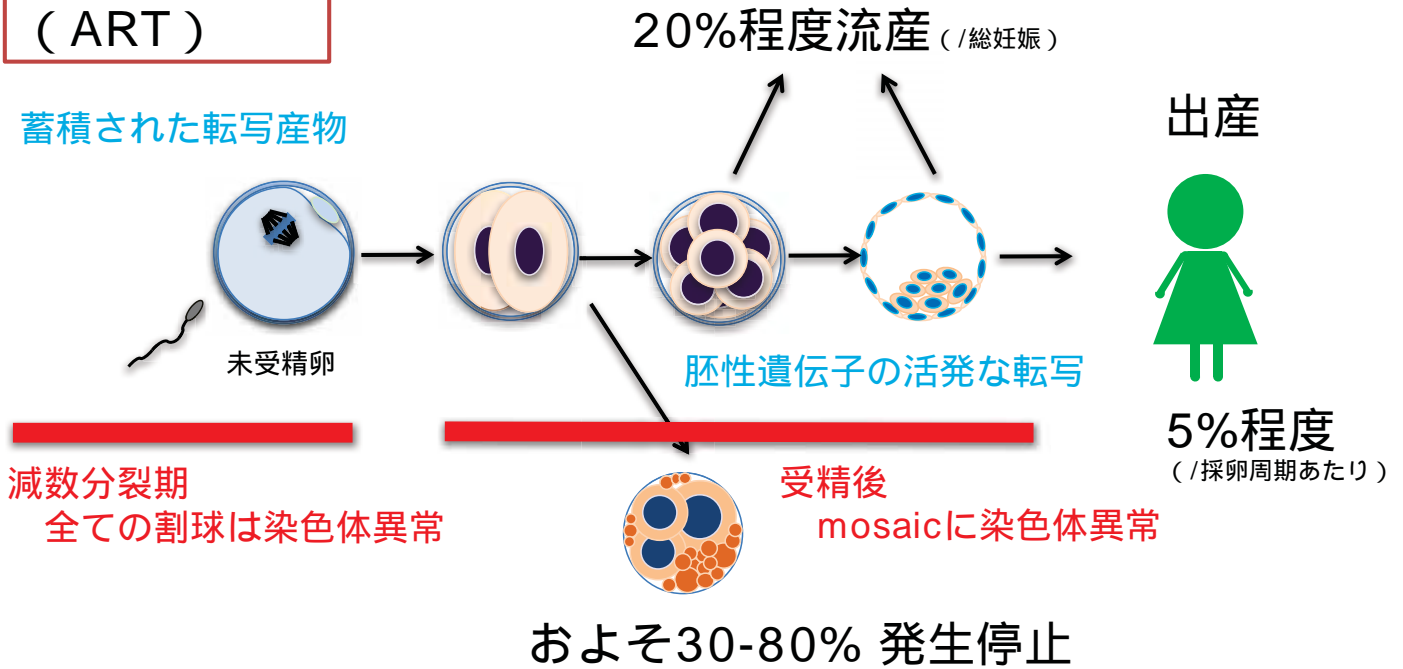 (ART)
20%程度流産(/総妊娠)
蓄積された転写産物
出産
未受精卵
胚性遺伝子の活発な転写
5%程度
(/採卵周期あたり)
減数分裂期
全ての割球は染色体異常
受精後
mosaicに染色体異常
およそ30-80% 発生停止